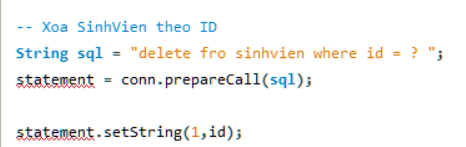 -- Xoa SinhVien theo ID
String sql = "delete fro sinhvien where id = ? ";
statement = conn.prepareCall(sql);
statement.setString(1,id);